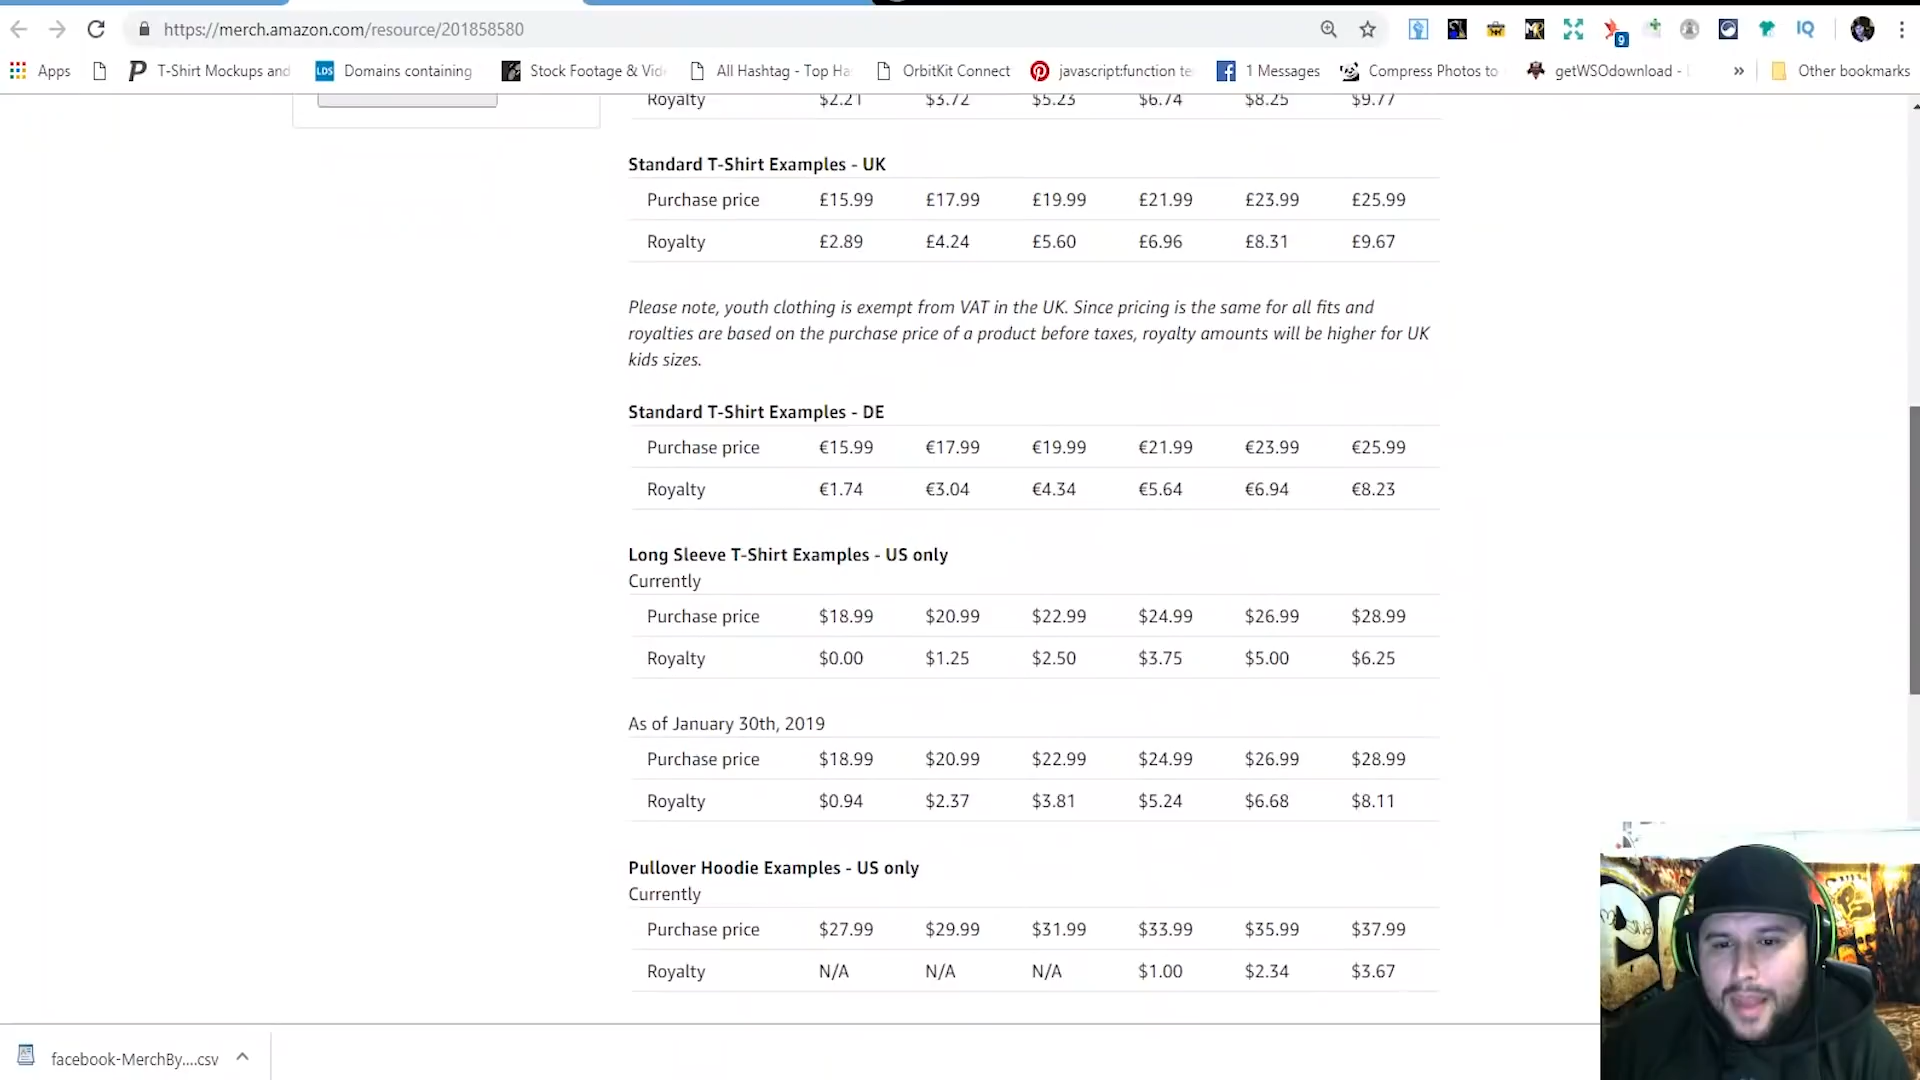 https://merch.amazon.com/resource/201858580
9
IQ
Apps
T-Shirt Mockups and
LDS
Domains containing
Stock Footage & Vid
All Hashtag - Top Ha
OrbitKit Connect
javascript:function te
1 Messages
Compress Photos to
getWSOdownload -
»
Other bookmarks
Royalty $2.21 $3.72 $5.23 $6.74 $8.25 $9.77
Standard T-Shirt Examples - UK
Purchase price £15.99 £17.99 £19.99 £21.99 £23.99 £25.99
Royalty £2.89 £4.24 £5.60 £6.96 £8.31 £9.67
Please note, youth clothing is exempt from VAT in the UK. Since pricing is the same for all fits and
royalties are based on the purchase price of a product before taxes, royalty amounts will be higher for UK
kids sizes.
Standard T-Shirt Examples - DE
Purchase price €15.99 €17.99 €19.99 €21.99 €23.99 €25.99
Royalty €1.74 €3.04 €4.34 €5.64 €6.94 €8.23
Long Sleeve T-Shirt Examples - US only
Currently
Purchase price $18.99 $20.99 $22.99 $24.99 $26.99 $28.99
Royalty $0.00 $1.25 $2.50 $3.75 $5.00 $6.25
As of January 30th, 2019
Purchase price $18.99 $20.99 $22.99 $24.99 $26.99 $28.99
Royalty $0.94 $2.37 $3.81 $5.24 $6.68 $8.11
Pullover Hoodie Examples - US only
Currently
Purchase price $27.99 $29.99 $31.99 $33.99 $35.99 $37.99
Royalty N/A N/A N/A $1.00 $2.34 $3.67
facebook-MerchBy....csv